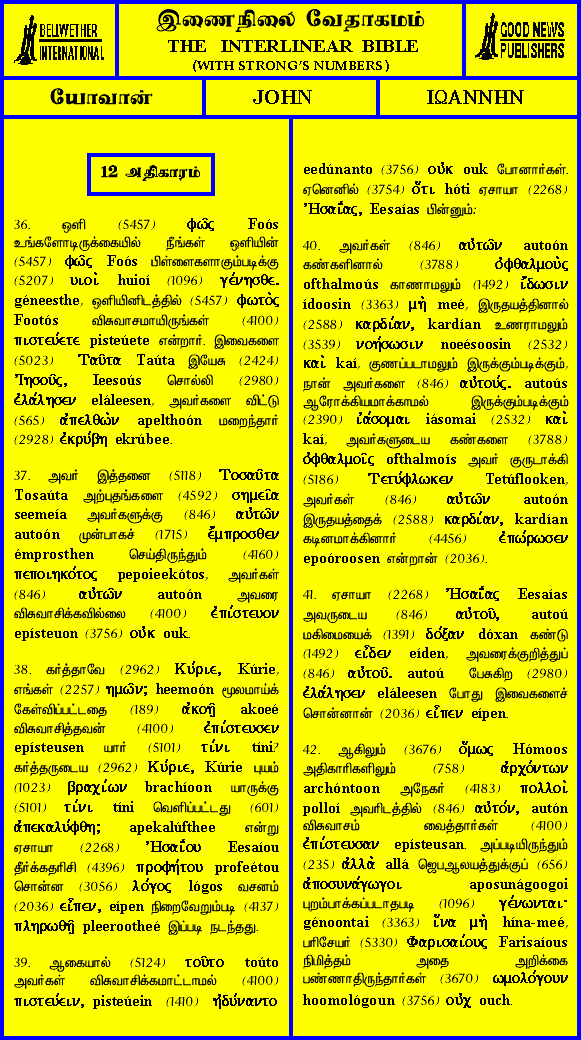 BELLWETHER
INTERNATIONAL
இணைநிலை வேதாகமம்
THE INTERLINEAR BIBLE
(WITH STRONG'S NUMBERS)
GOOD NEWS
PUBLISHERS
யோவான்
JOHN
ΙΩΑΝΝΗΝ
12 அதிகாரம்
36. ஒளி (5457) φῶς Foós
உங்களோடிருக்கையில் நீங்கள் ஒளியின்
(5457) φῶς Foós பிள்ளைகளாகும்படிக்கு
(5207) υιοὶ huioí (1096) γένησθε.
géneesthe, ஒளியினிடத்தில் (5457) φωτὸς
Footós விசுவாசமாயிருங்கள் (4100)
πιστεύετε pisteúete என்றார். இவைகளை
(5023) Ταῦτα Taúta இயேசு (2424)
Ἰησοῦς, Ieesoús சொல்லி (2980)
ἐλάλησεν eláleesen, அவர்களை விட்டு
(565) ἀπελθὼν apelthoón மறைந்தார்
(2928) ἐκρύβη ekrúbee.
37. அவர் இத்தனை (5118) Τοσαῦτα
Tosaúta அற்புதங்களை (4592) σημεῖα
seemeía அவர்களுக்கு (846) αὐτῶν
autoón முன்பாகச் (1715) ἔμπροσθεν
émprosthen செய்திருந்தும் (4160)
πεποιηκότος pepoieekótos, அவர்கள்
(846) αὐτῶν autoón அவரை
விசுவாசிக்கவில்லை (4100) ἐπίστευον
epísteuon (3756) οὐκ ouk.
38. கர்த்தாவே (2962) Κύριε, Kúrie,
எங்கள் (2257) ημῶν; heemoón மூலமாய்க்
கேள்விப்பட்டதை (189) ἀκοῇ akoeé
விசுவாசித்தவன் (4100) ἐπίστευσεν
epísteusen யார் (5101) τίνι tíni?
கர்த்தருடைய (2962) Κύριε, Kúrie புயம்
(1023) βραχίων brachíoon யாருக்கு
(5101) τίνι tíni வெளிப்பட்டது (601)
ἀπεκαλύφθη; apekalúfthee என்று
ஏசாயா (2268) Ἠσαΐου Eesaíou
தீர்க்கதரிசி (4396) προφήτου profeétou
சொன்ன (3056) λόγος lógos வசனம்
(2036) εἶπεν, eípen நிறைவேறும்படி (4137)
πληρωθῇ pleerootheé இப்படி நடந்தது.
39. ஆகையால் (5124) τοῦτο toúto
அவர்கள் விசுவாசிக்கமாட்டாமல் (4100)
πιστεύειν, pisteúein (1410) ἠδύναντο
eedúnanto (3756) οὐκ ouk போனார்கள்.
ஏனெனில் (3754) ὅτι hóti ஏசாயா (2268)
Ἠσαΐας, Eesaías பின்னும்:
40. அவர்கள் (846) αὐτῶν autoón
கண்களினால் (3788) ὀφθαλμοὺς
ofthalmoús காணாமலும் (1492) ἴδωσιν
ídoosin (3363) μὴ meé, இருதயத்தினால்
(2588) καρδίαν, kardían உணராமலும்
(3539) νοήσωσιν noeésoosin (2532)
καὶ kaí, குணப்படாமலும் இருக்கும்படிக்கும்,
நான் அவர்களை (846) αὐτούς. autoús
ஆரோக்கியமாக்காமல் இருக்கும்படிக்கும்
(2390) ἰάσομαι iásomai (2532) καὶ
kaí, அவர்களுடைய கண்களை (3788)
ὀφθαλμοῖς ofthalmoís அவர் குருடாக்கி
(5186) Τετύφλωκεν Tetúflooken,
அவர்கள் (846) αὐτῶν autoón
இருதயத்தைக் (2588) καρδίαν, kardían
கடினமாக்கினார் (4456) ἐπώρωσεν
epoóroosen என்றான் (2036).
41. ஏசாயா (2268) Ἠσαΐας Eesaías
அவருடைய (846) αὐτοῦ, autoú
மகிமையைக் (1391) δόξαν dóxan கண்டு
(1492) εἶδεν eíden, அவரைக்குறித்துப்
(846) αὐτοῦ. autoú பேசுகிற (2980)
ἐλάλησεν eláleesen போது இவைகளைச்
சொன்னான் (2036) εἶπεν eípen.
42. ஆகிலும் (3676) ὅμως Hómoos
அதிகாரிகளிலும் (758) ἀρχόντων
archóntoon அநேகர் (4183) πολλοὶ
polloí அவரிடத்தில் (846) αὐτόν, autón
விசுவாசம் வைத்தார்கள் (4100)
ἐπίστευσαν epísteusan. அப்படியிருந்தும்
(235) ἀλλὰ allá ஜெபஆலயத்துக்குப் (656)
ἀποσυνάγωγοι aposunágoogoi
புறம்பாக்கப்படாதபடி (1096) γένωνται·
génoontai (3363) ἵνα μὴ hína-meé,
பரிசேயர் (5330) Φαρισαίους Farisaíous
நிமித்தம் அதை அறிக்கை
பண்ணாதிருந்தார்கள் (3670) ωμολόγουν
hoomológoun (3756) οὐχ ouch.